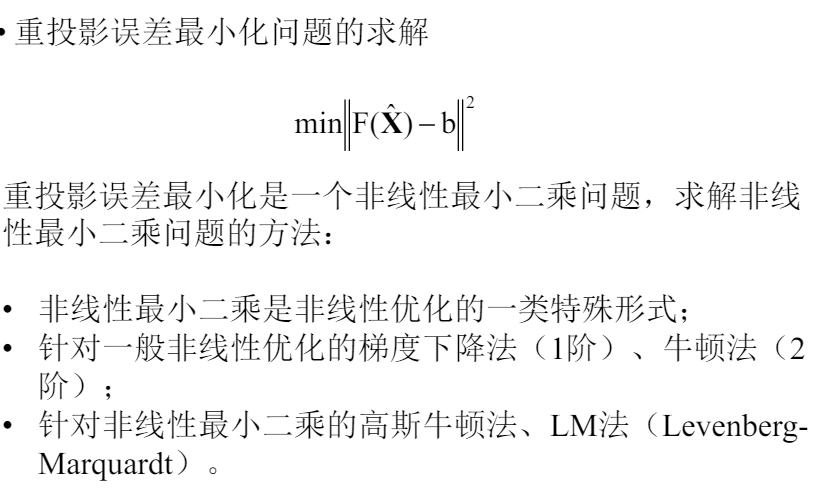 • 重投影误差最小化问题的求解
min‖F(X̂) − b‖²
重投影误差最小化是一个非线性最小二乘问题，求解非线
性最小二乘问题的方法：
• 非线性最小二乘是非线性优化的一类特殊形式；
• 针对一般非线性优化的梯度下降法（1阶）、牛顿法（2
阶）；
• 针对非线性最小二乘的高斯牛顿法、LM法（Levenberg-
Marquardt）。